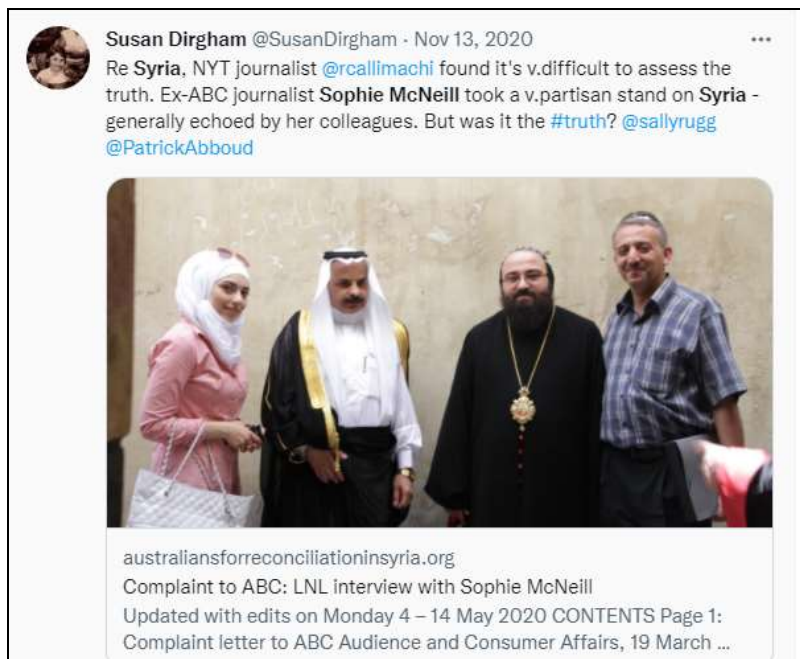 Susan Dirgham @SusanDirgham · Nov 13, 2020
Re Syria, NYT journalist @rcallimachi found it's v.difficult to assess the
truth. Ex-ABC journalist Sophie McNeill took a v.partisan stand on Syria -
generally echoed by her colleagues. But was it the #truth? @sallyrugg
@PatrickAbboud
australiansforreconciliationinsyria.org
Complaint to ABC: LNL interview with Sophie McNeill
Updated with edits on Monday 4 – 14 May 2020 CONTENTS Page 1:
Complaint letter to ABC Audience and Consumer Affairs, 19 March ...